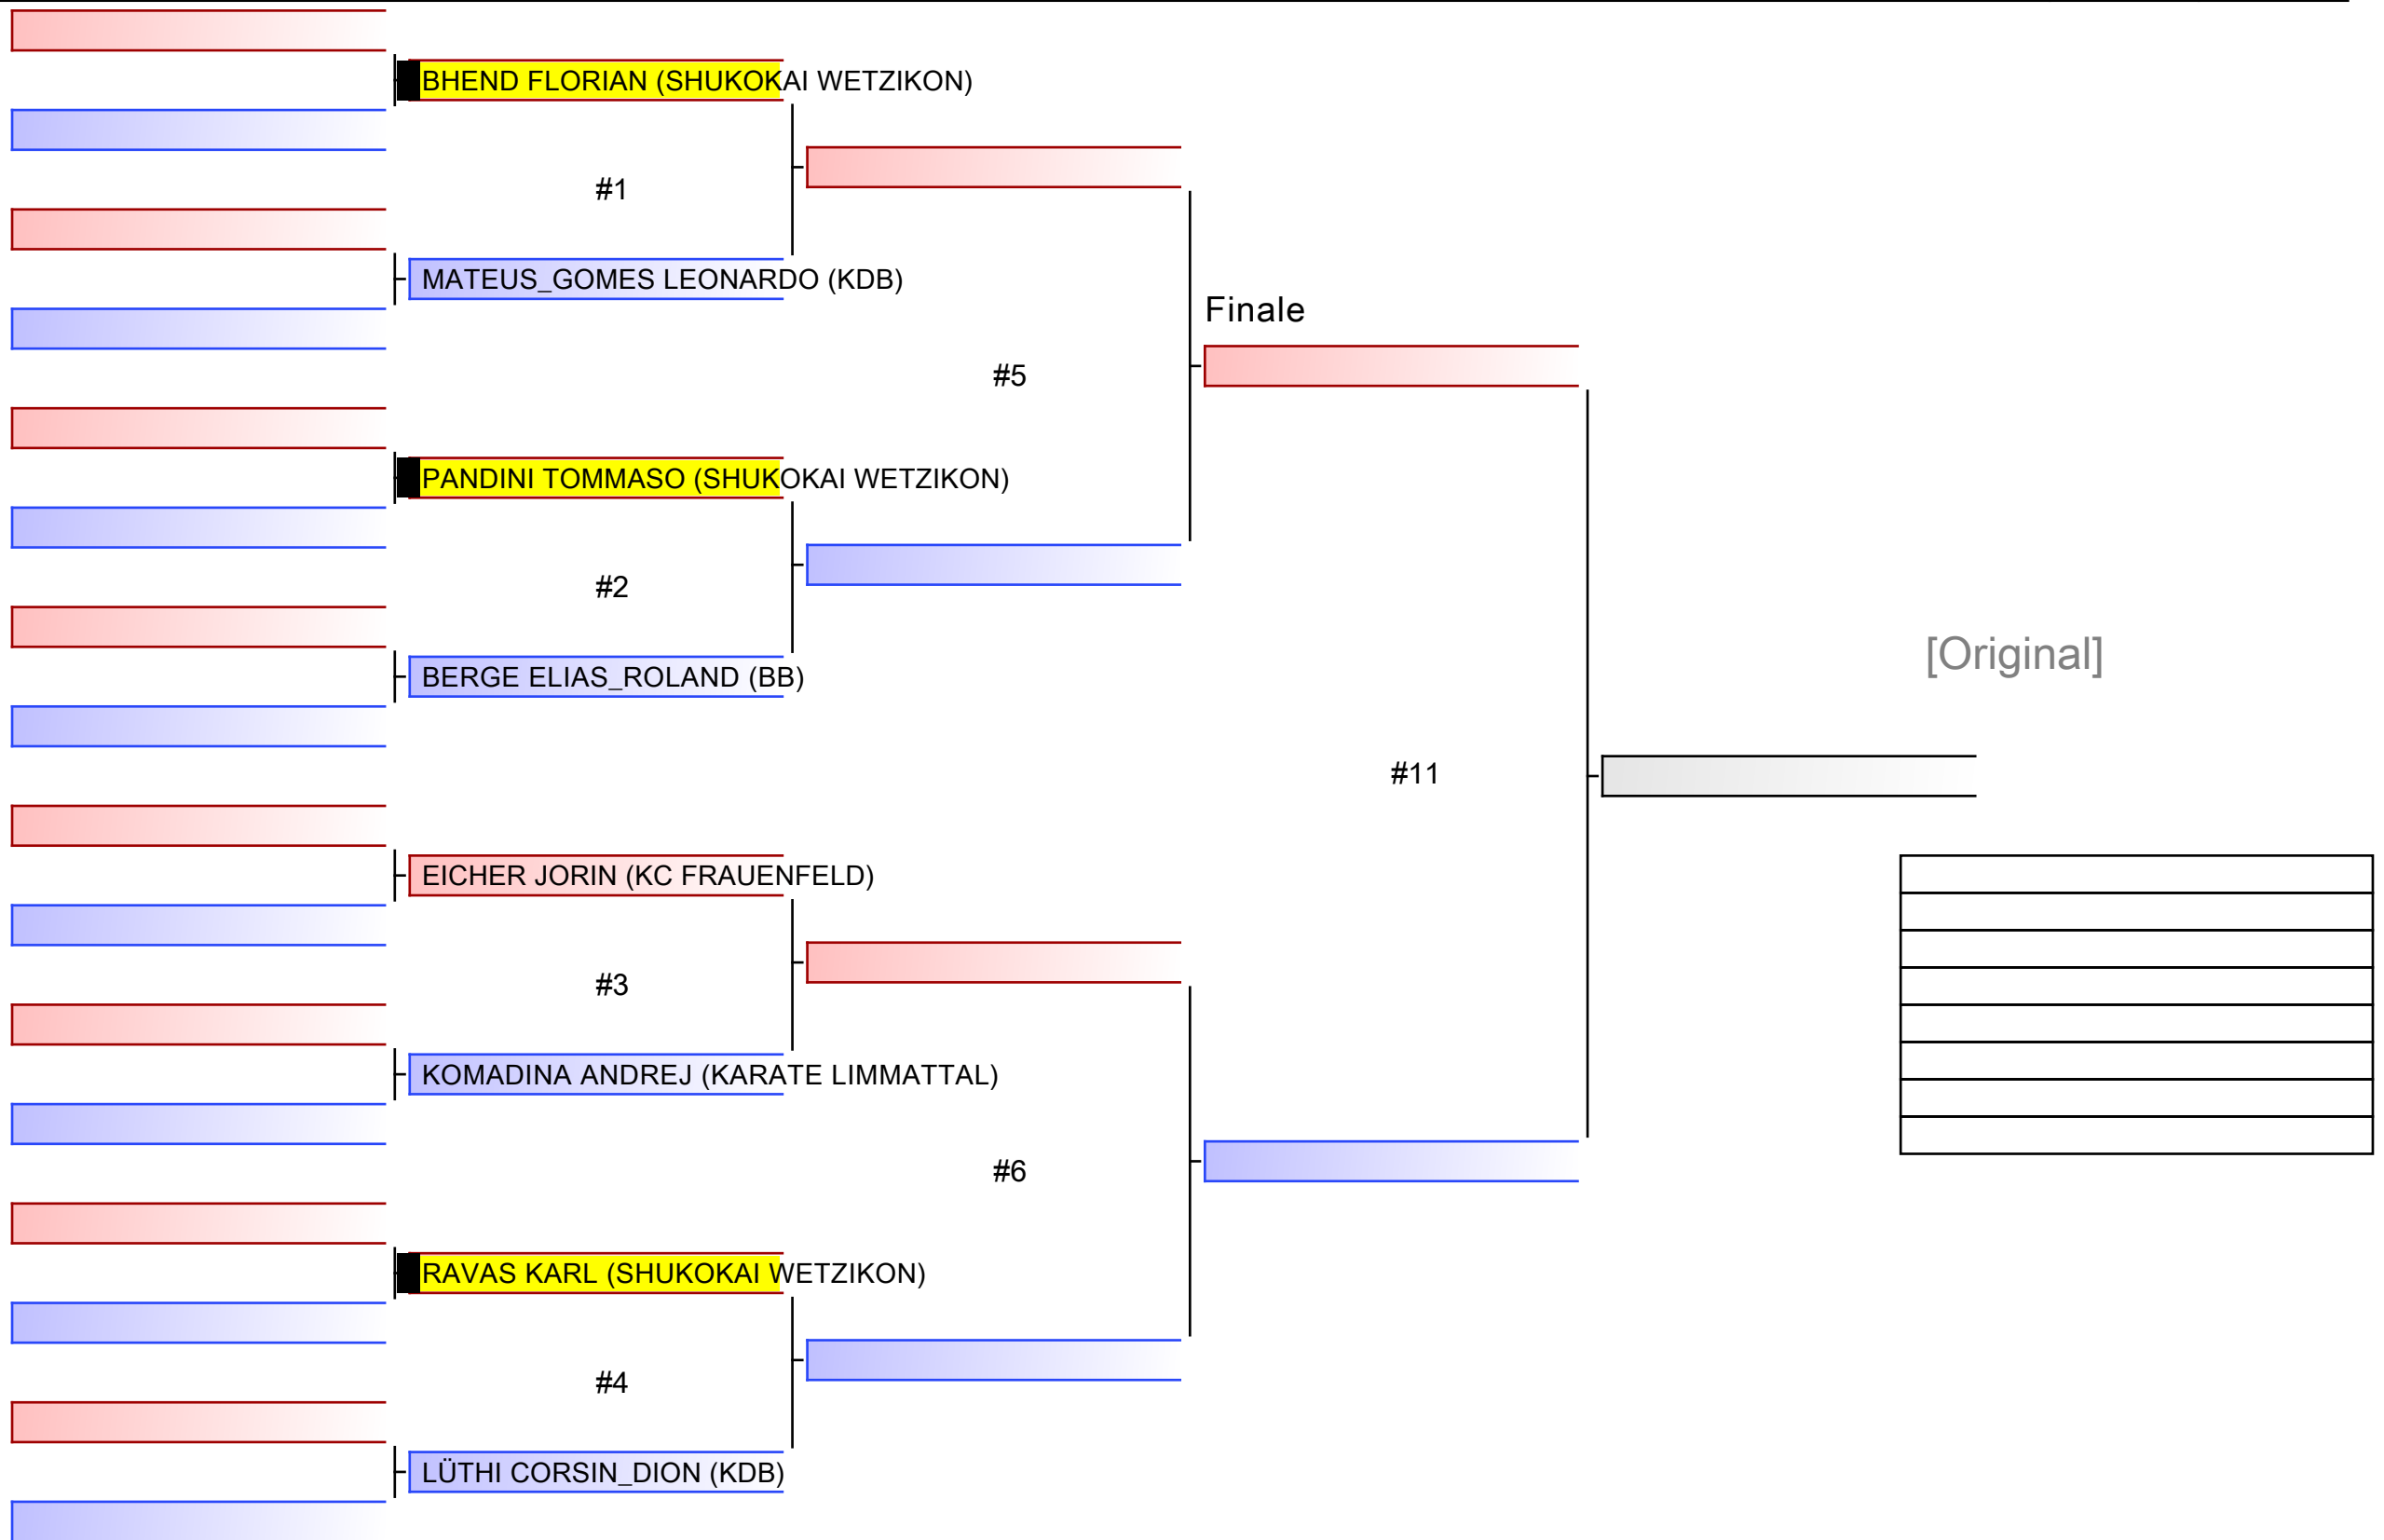 BHEND FLORIAN (SHUKOKAI WETZIKON)
#1
MATEUS_GOMES LEONARDO (KDB)
Finale
#5
PANDINI TOMMASO (SHUKOKAI WETZIKON)
#2
[Original]
BERGE ELIAS_ROLAND (BB)
#11
EICHER JORIN (KC FRAUENFELD)
#3
KOMADINA ANDREJ (KARATE LIMMATTAL)
#6
RAVAS KARL (SHUKOKAI WETZIKON)
#4
LÜTHI CORSIN_DION (KDB)